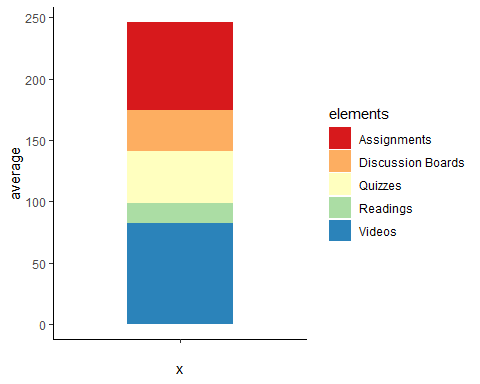 250
200
150
100
50
0
average
x
elements
Assignments
Discussion Boards
Quizzes
Readings
Videos